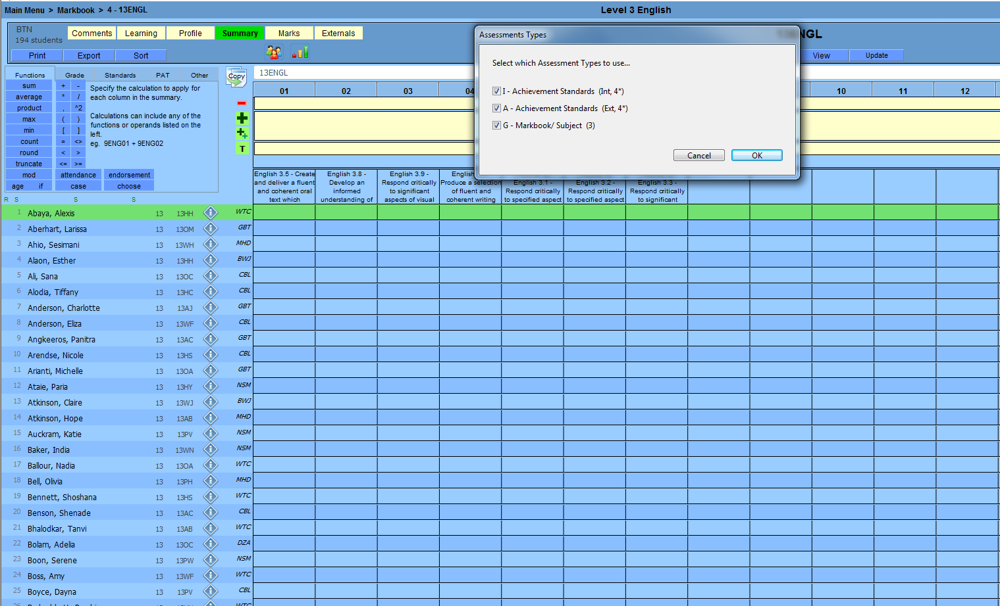 Main Menu > Markbook > 4 - 13ENGL
Level 3 English
BTN
194 students
Comments Learning Profile Summary Marks Externals
Print Export Sort
View Update
Functions Grade Standards PAT Other
Copy
13ENGL
sum + -
average * /
product , ^2
max ( )
min [ ]
count = <>
round < >
truncate <= >=
mod attendance endorsement
age if case choose
Specify the calculation to apply for
each column in the summary.
Calculations can include any of the
functions or operands listed on the
left.
eg. 9ENG01 + 9ENG02
T
Assessments Types
Select which Assessment Types to use...
I - Achievement Standards (Int, 4*)
A - Achievement Standards (Ext, 4*)
G - Markbook/ Subject (3)
Cancel OK
01 02 03 04 10 11 12
English 3.5 - Create
and deliver a fluent
and coherent oral
text which
English 3.8 -
Develop an
informed
understanding of
English 3.9 -
Respond critically
to significant
aspects of visual
English
Produce a selection
of fluent and
coherent writing
English 3.1 -
Respond critically
to specified aspect
English 3.2 -
Respond critically
to specified aspect
English 3.3 -
Respond critically
to significant
R S S S
1 Abaya, Alexis 13 13HH WTC
2 Aberhart, Larissa 13 13OM GBT
3 Ahio, Sesimani 13 13WH MHD
4 Alaon, Esther 13 13HH BWJ
5 Ali, Sana 13 13OC CBL
6 Alodia, Tiffany 13 13HC CBL
7 Anderson, Charlotte 13 13AJ GBT
8 Anderson, Eliza 13 13WF CBL
9 Angkeeros, Panitra 13 13AC GBT
10 Arendse, Nicole 13 13HS CBL
11 Arianti, Michelle 13 13OA GBT
12 Ataie, Paria 13 13HY NSM
13 Atkinson, Claire 13 13WJ BWJ
14 Atkinson, Hope 13 13AB MHD
15 Auckram, Katie 13 13PV NSM
16 Baker, India 13 13WN NSM
17 Ballour, Nadia 13 13OA WTC
18 Bell, Olivia 13 13PH MHD
19 Bennett, Shoshana 13 13HS WTC
20 Benson, Shenade 13 13AC CBL
21 Bhalodkar, Tanvi 13 13AB WTC
22 Bolam, Adelia 13 13OC DZA
23 Boon, Serene 13 13PW NSM
24 Boss, Amy 13 13WF WTC
25 Boyce, Dayna 13 13PV CBL